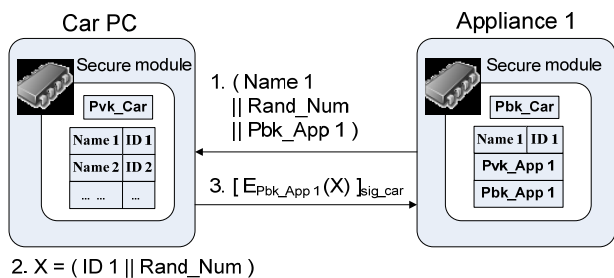 Car PC
Appliance 1
Secure module
Pvk_Car
Name 1 ID 1
Name 2 ID 2
... ... ...
1. ( Name 1
|| Rand_Num
|| Pbk_App 1 )
3. [ E_Pbk_App 1 (X) ]_sig_car
Secure module
Pbk_Car
Name 1 ID 1
Pvk_App 1
Pbk_App 1
2. X = ( ID 1 || Rand_Num )